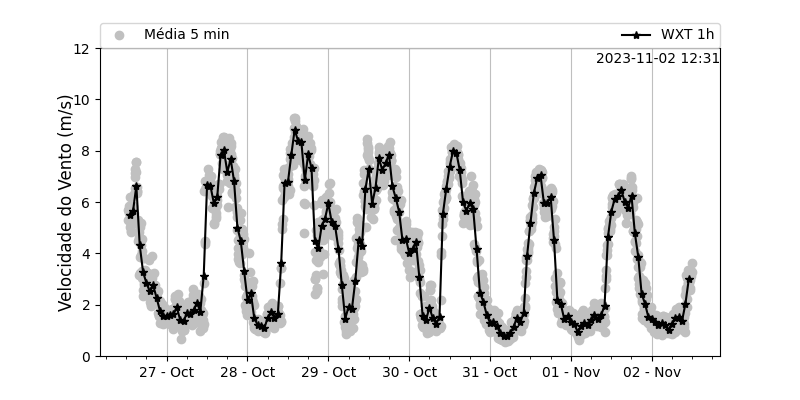 Média 5 min
WXT 1h
2023-11-02 12:31
Velocidade do Vento (m/s)
12
10
8
6
4
2
0
27 - Oct
28 - Oct
29 - Oct
30 - Oct
31 - Oct
01 - Nov
02 - Nov